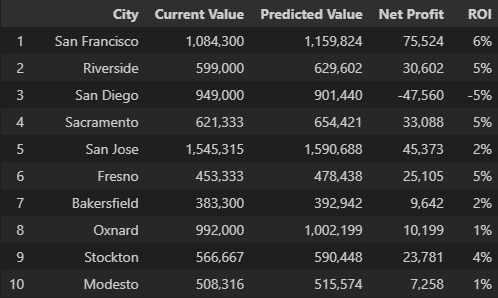 City Current Value Predicted Value Net Profit ROI
1 San Francisco 1,084,300 1,159,824 75,524 6%
2 Riverside 599,000 629,602 30,602 5%
3 San Diego 949,000 901,440 -47,560 -5%
4 Sacramento 621,333 654,421 33,088 5%
5 San Jose 1,545,315 1,590,688 45,373 2%
6 Fresno 453,333 478,438 25,105 5%
7 Bakersfield 383,300 392,942 9,642 2%
8 Oxnard 992,000 1,002,199 10,199 1%
9 Stockton 566,667 590,448 23,781 4%
10 Modesto 508,316 515,574 7,258 1%